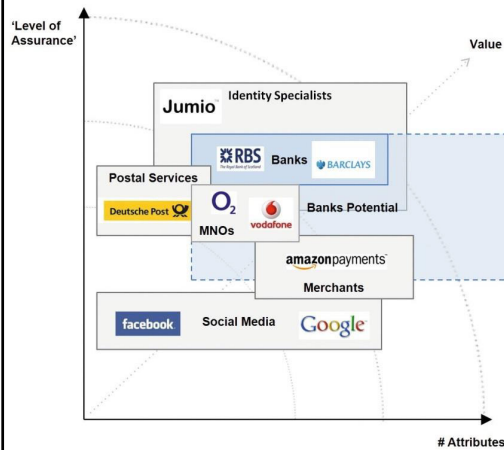 'Level of
Assurance'
Value
Identity Specialists
Jumio
RBS
The Royal Bank of Scotland
Banks
BARCLAYS
Postal Services
Deutsche Post
O2
vodafone
MNOs
Banks Potential
amazonpayments
Merchants
facebook
Social Media
Google
# Attributes